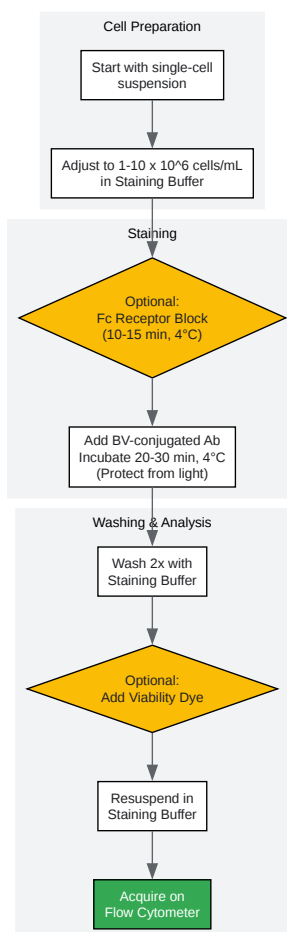 Cell Preparation
Start with single-cell
suspension
Adjust to 1-10 x 10^6 cells/mL
in Staining Buffer
Staining
Optional:
Fc Receptor Block
(10-15 min, 4°C)
Add BV-conjugated Ab
Incubate 20-30 min, 4°C
(Protect from light)
Washing & Analysis
Wash 2x with
Staining Buffer
Optional:
Add Viability Dye
Resuspend in
Staining Buffer
Acquire on
Flow Cytometer